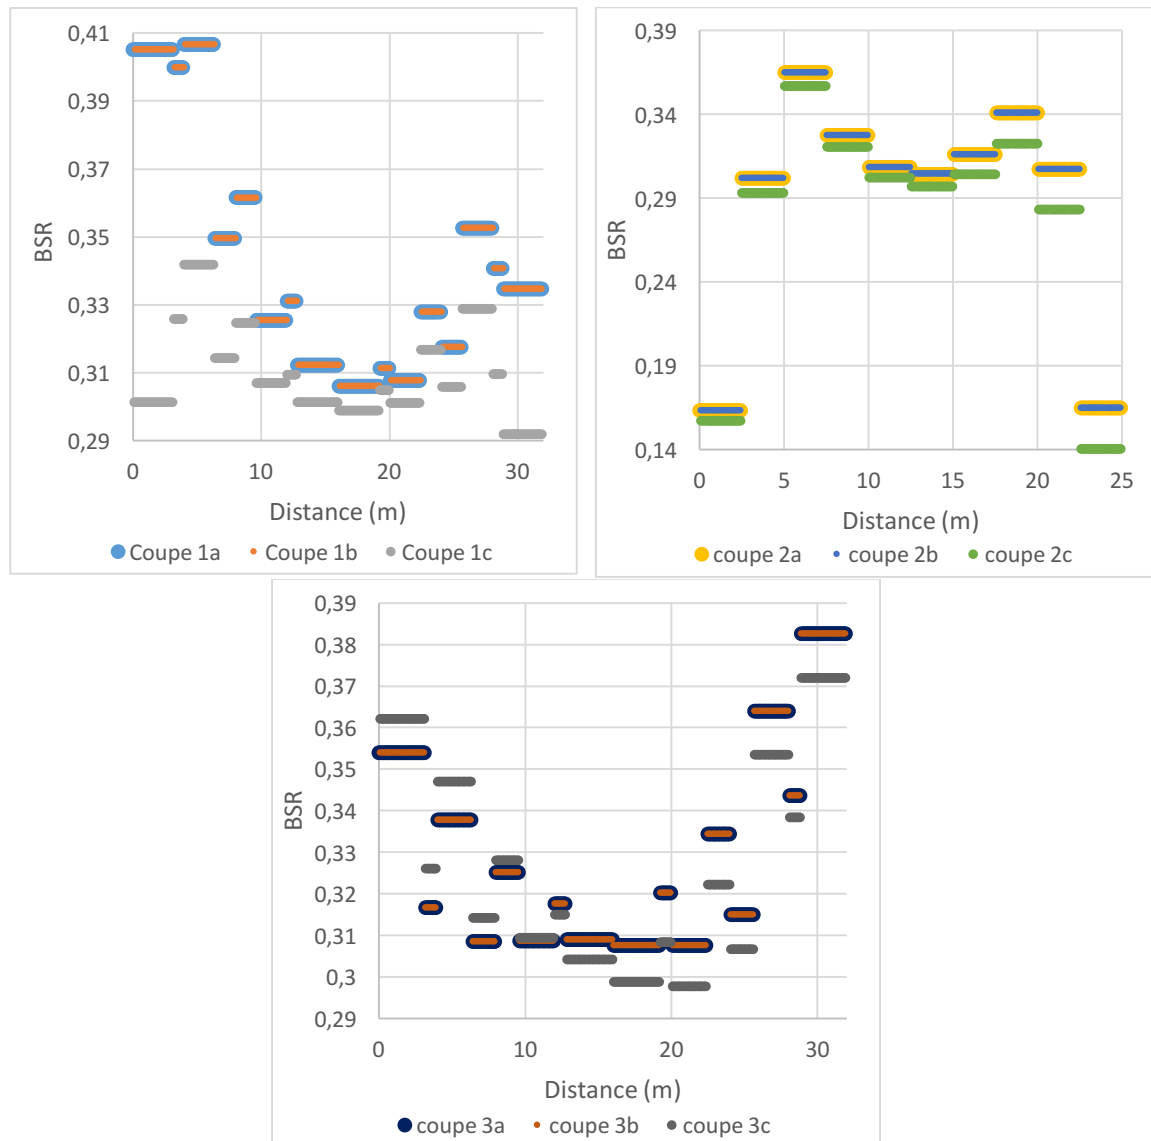 0,41
0,39
0,37
0,35
0,33
0,31
0,29
BSR
0 10 20 30
Distance (m)
Coupe 1a Coupe 1b Coupe 1c
0,39
0,34
0,29
0,24
0,19
0,14
BSR
0 5 10 15 20 25
Distance (m)
coupe 2a coupe 2b coupe 2c
0,39
0,38
0,37
0,36
0,35
0,34
0,33
0,32
0,31
0,3
0,29
BSR
0 10 20 30
Distance (m)
coupe 3a coupe 3b coupe 3c